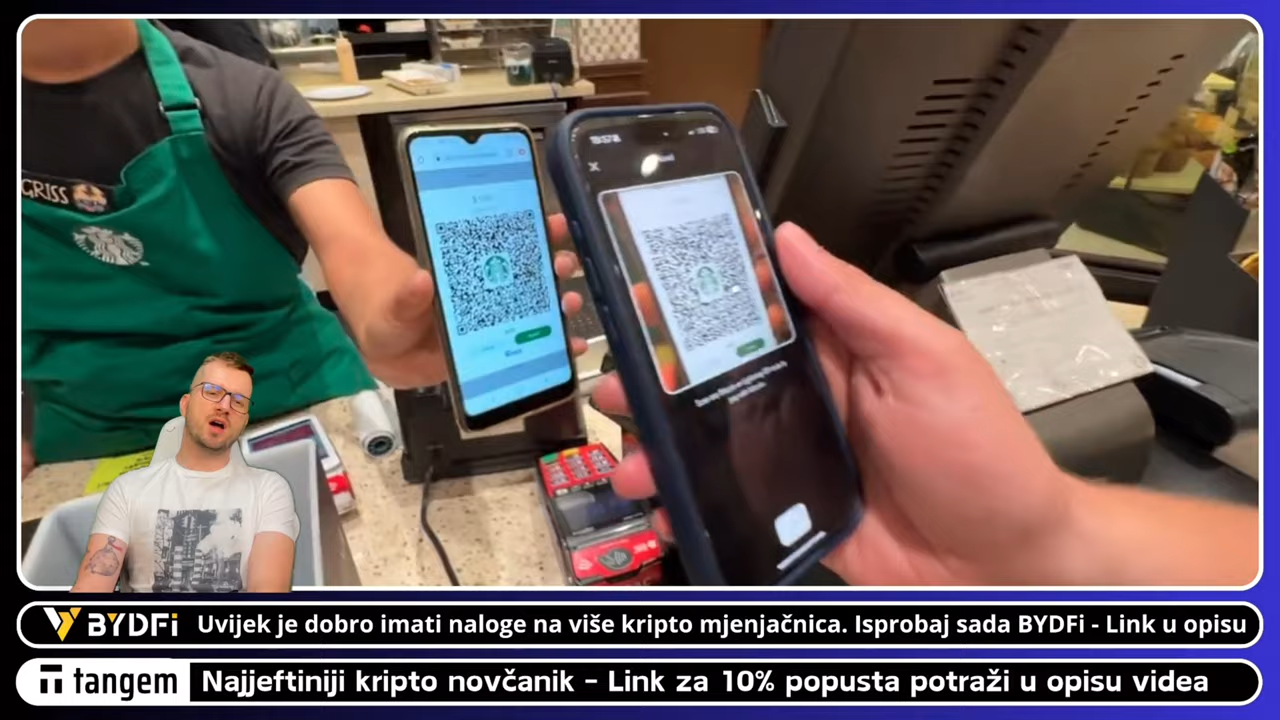 GRISS
BYDFi Uvijek je dobro imati naloge na više kripto mjenjačnica. Isprobaj sada BYDFi - Link u opisu
tangem Najjeftiniji kripto novčanik - Link za 10% popusta potraži u opisu videa